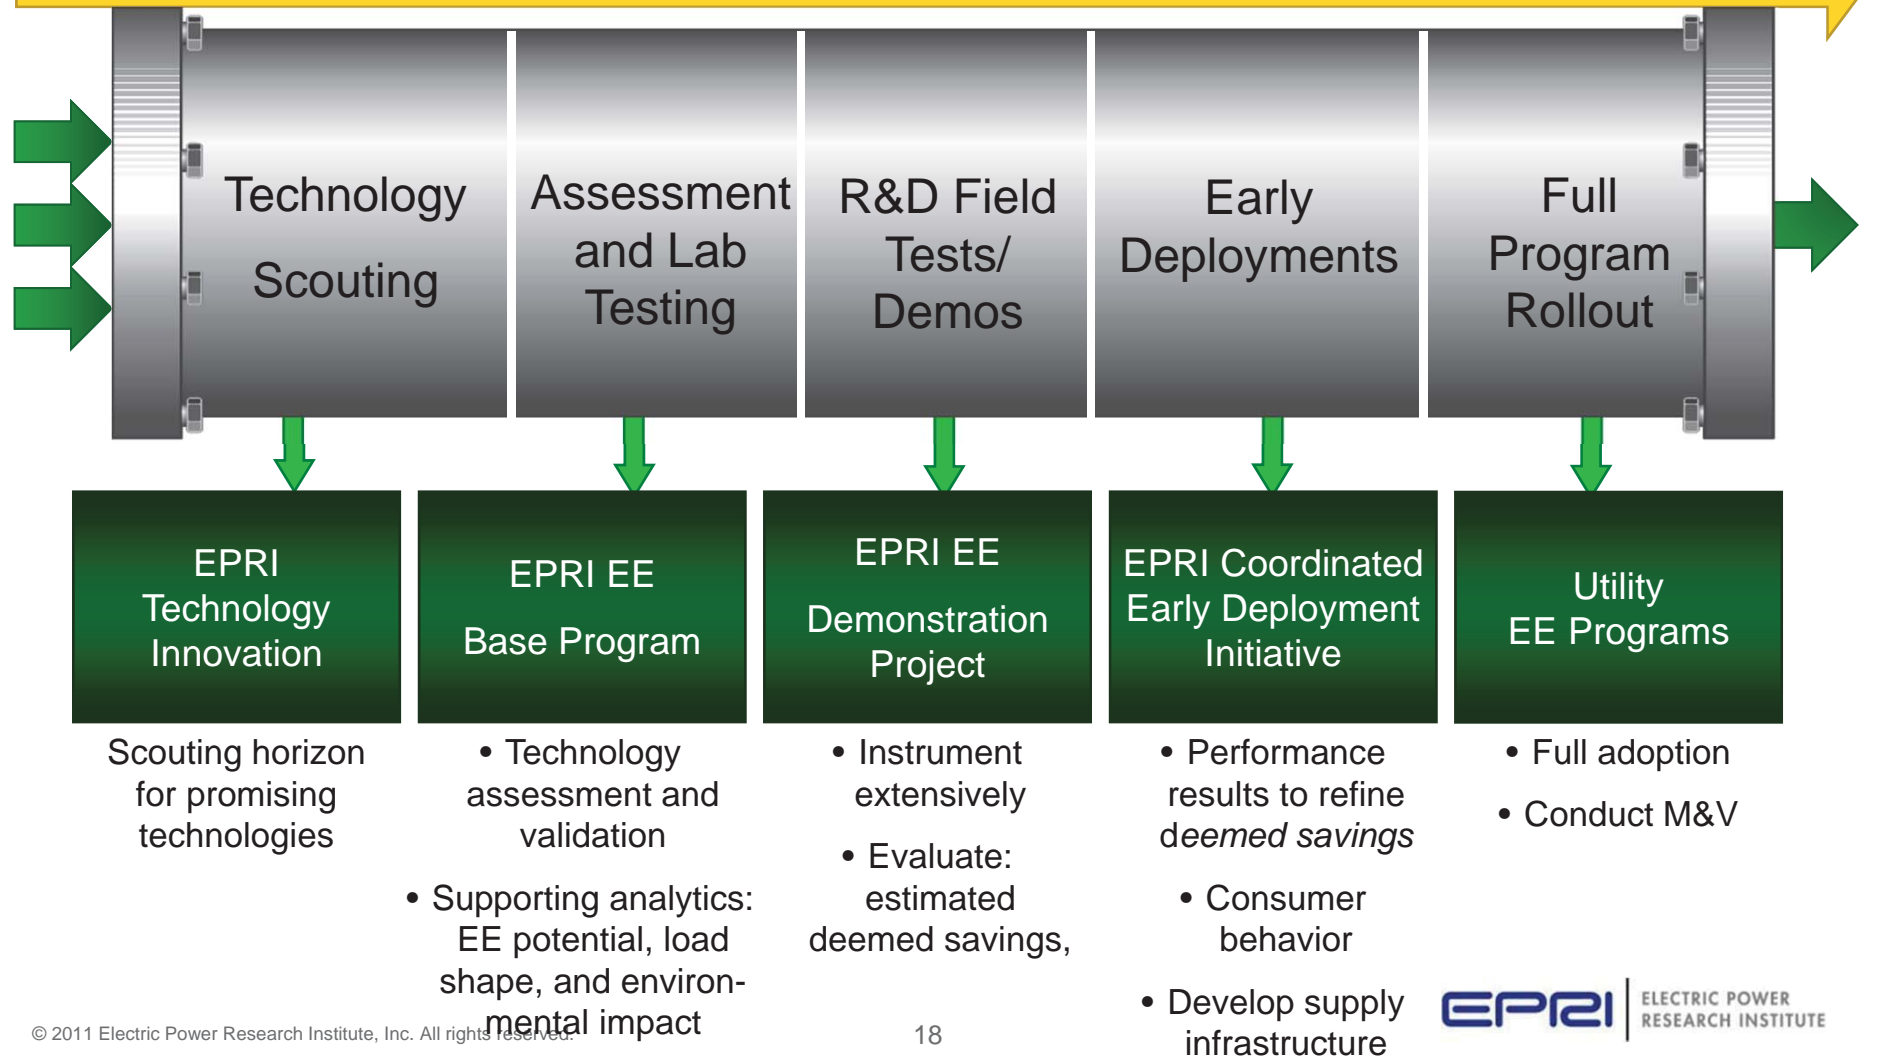 Technology
Scouting
Assessment
and Lab
Testing
R&D Field
Tests/
Demos
Early
Deployments
Full
Program
Rollout
EPRI
Technology
Innovation
EPRI EE
Base Program
EPRI EE
Demonstration
Project
EPRI Coordinated
Early Deployment
Initiative
Utility
EE Programs
Scouting horizon
for promising
technologies
• Technology
assessment and
validation
• Supporting analytics:
EE potential, load
shape, and environ-
mental impact
• Instrument
extensively
• Evaluate:
estimated
deemed savings,
• Performance
results to refine
deemed savings
• Consumer
behavior
• Develop supply
infrastructure
• Full adoption
• Conduct M&V
© 2011 Electric Power Research Institute, Inc. All rights reserved.
18
EPRI
ELECTRIC POWER
RESEARCH INSTITUTE